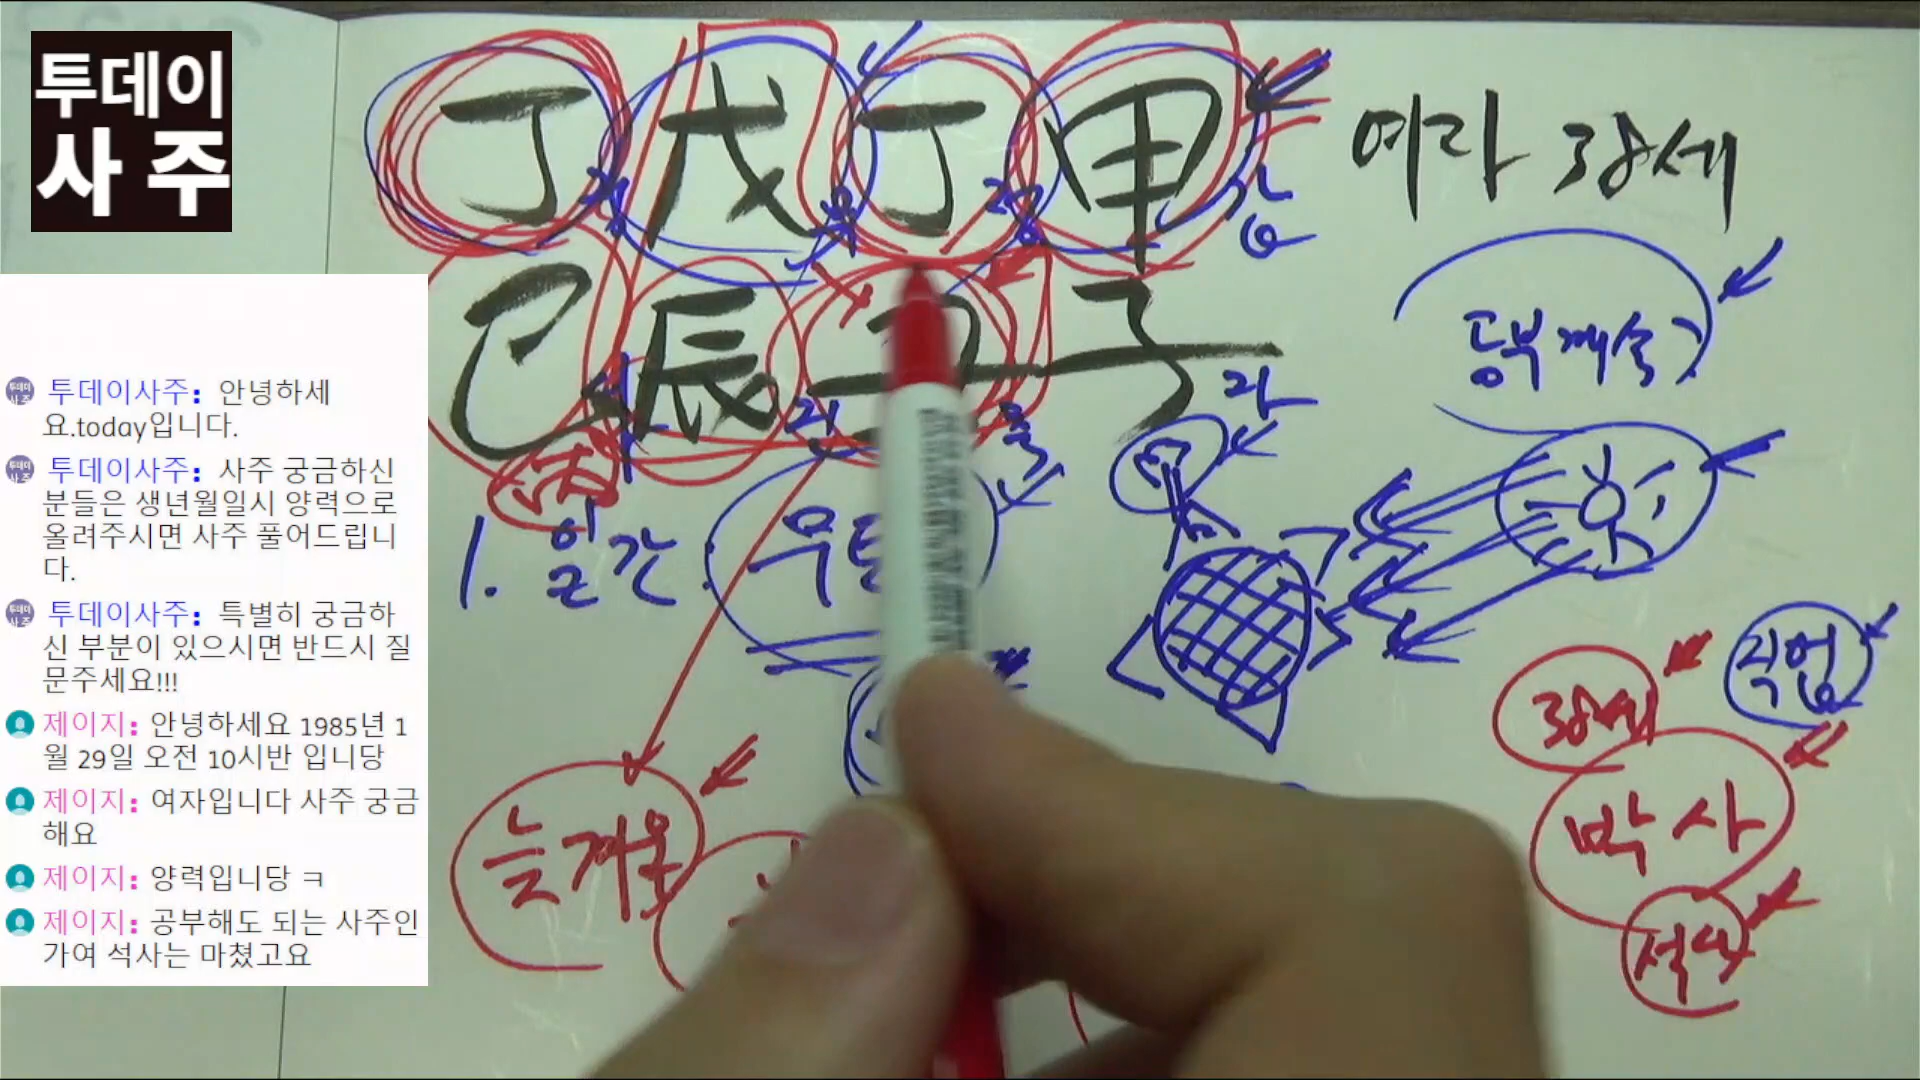 투데이
사주
투데이사주: 안녕하세
요.today입니다.
투데이사주: 사주 궁금하신
분들은 생년월일시 양력으로
올려주시면 사주 풀어드립니
다.
투데이사주: 특별히 궁금하
신 부분이 있으시면 반드시 질
문주세요!!!
제이지: 안녕하세요 1985년 1
월 29일 오전 10시반 입니당
제이지: 여자입니다 사주 궁금
해요
제이지: 양력입니당 ㅋ
제이지: 공부해도 되는 사주인
가여 석사는 마쳤고요
丁 戊 丁 甲
巳 辰 丑 子
여자 38세
공부계속?
1. 일간: 무토
늦겨울
직업
38세
박사
석사